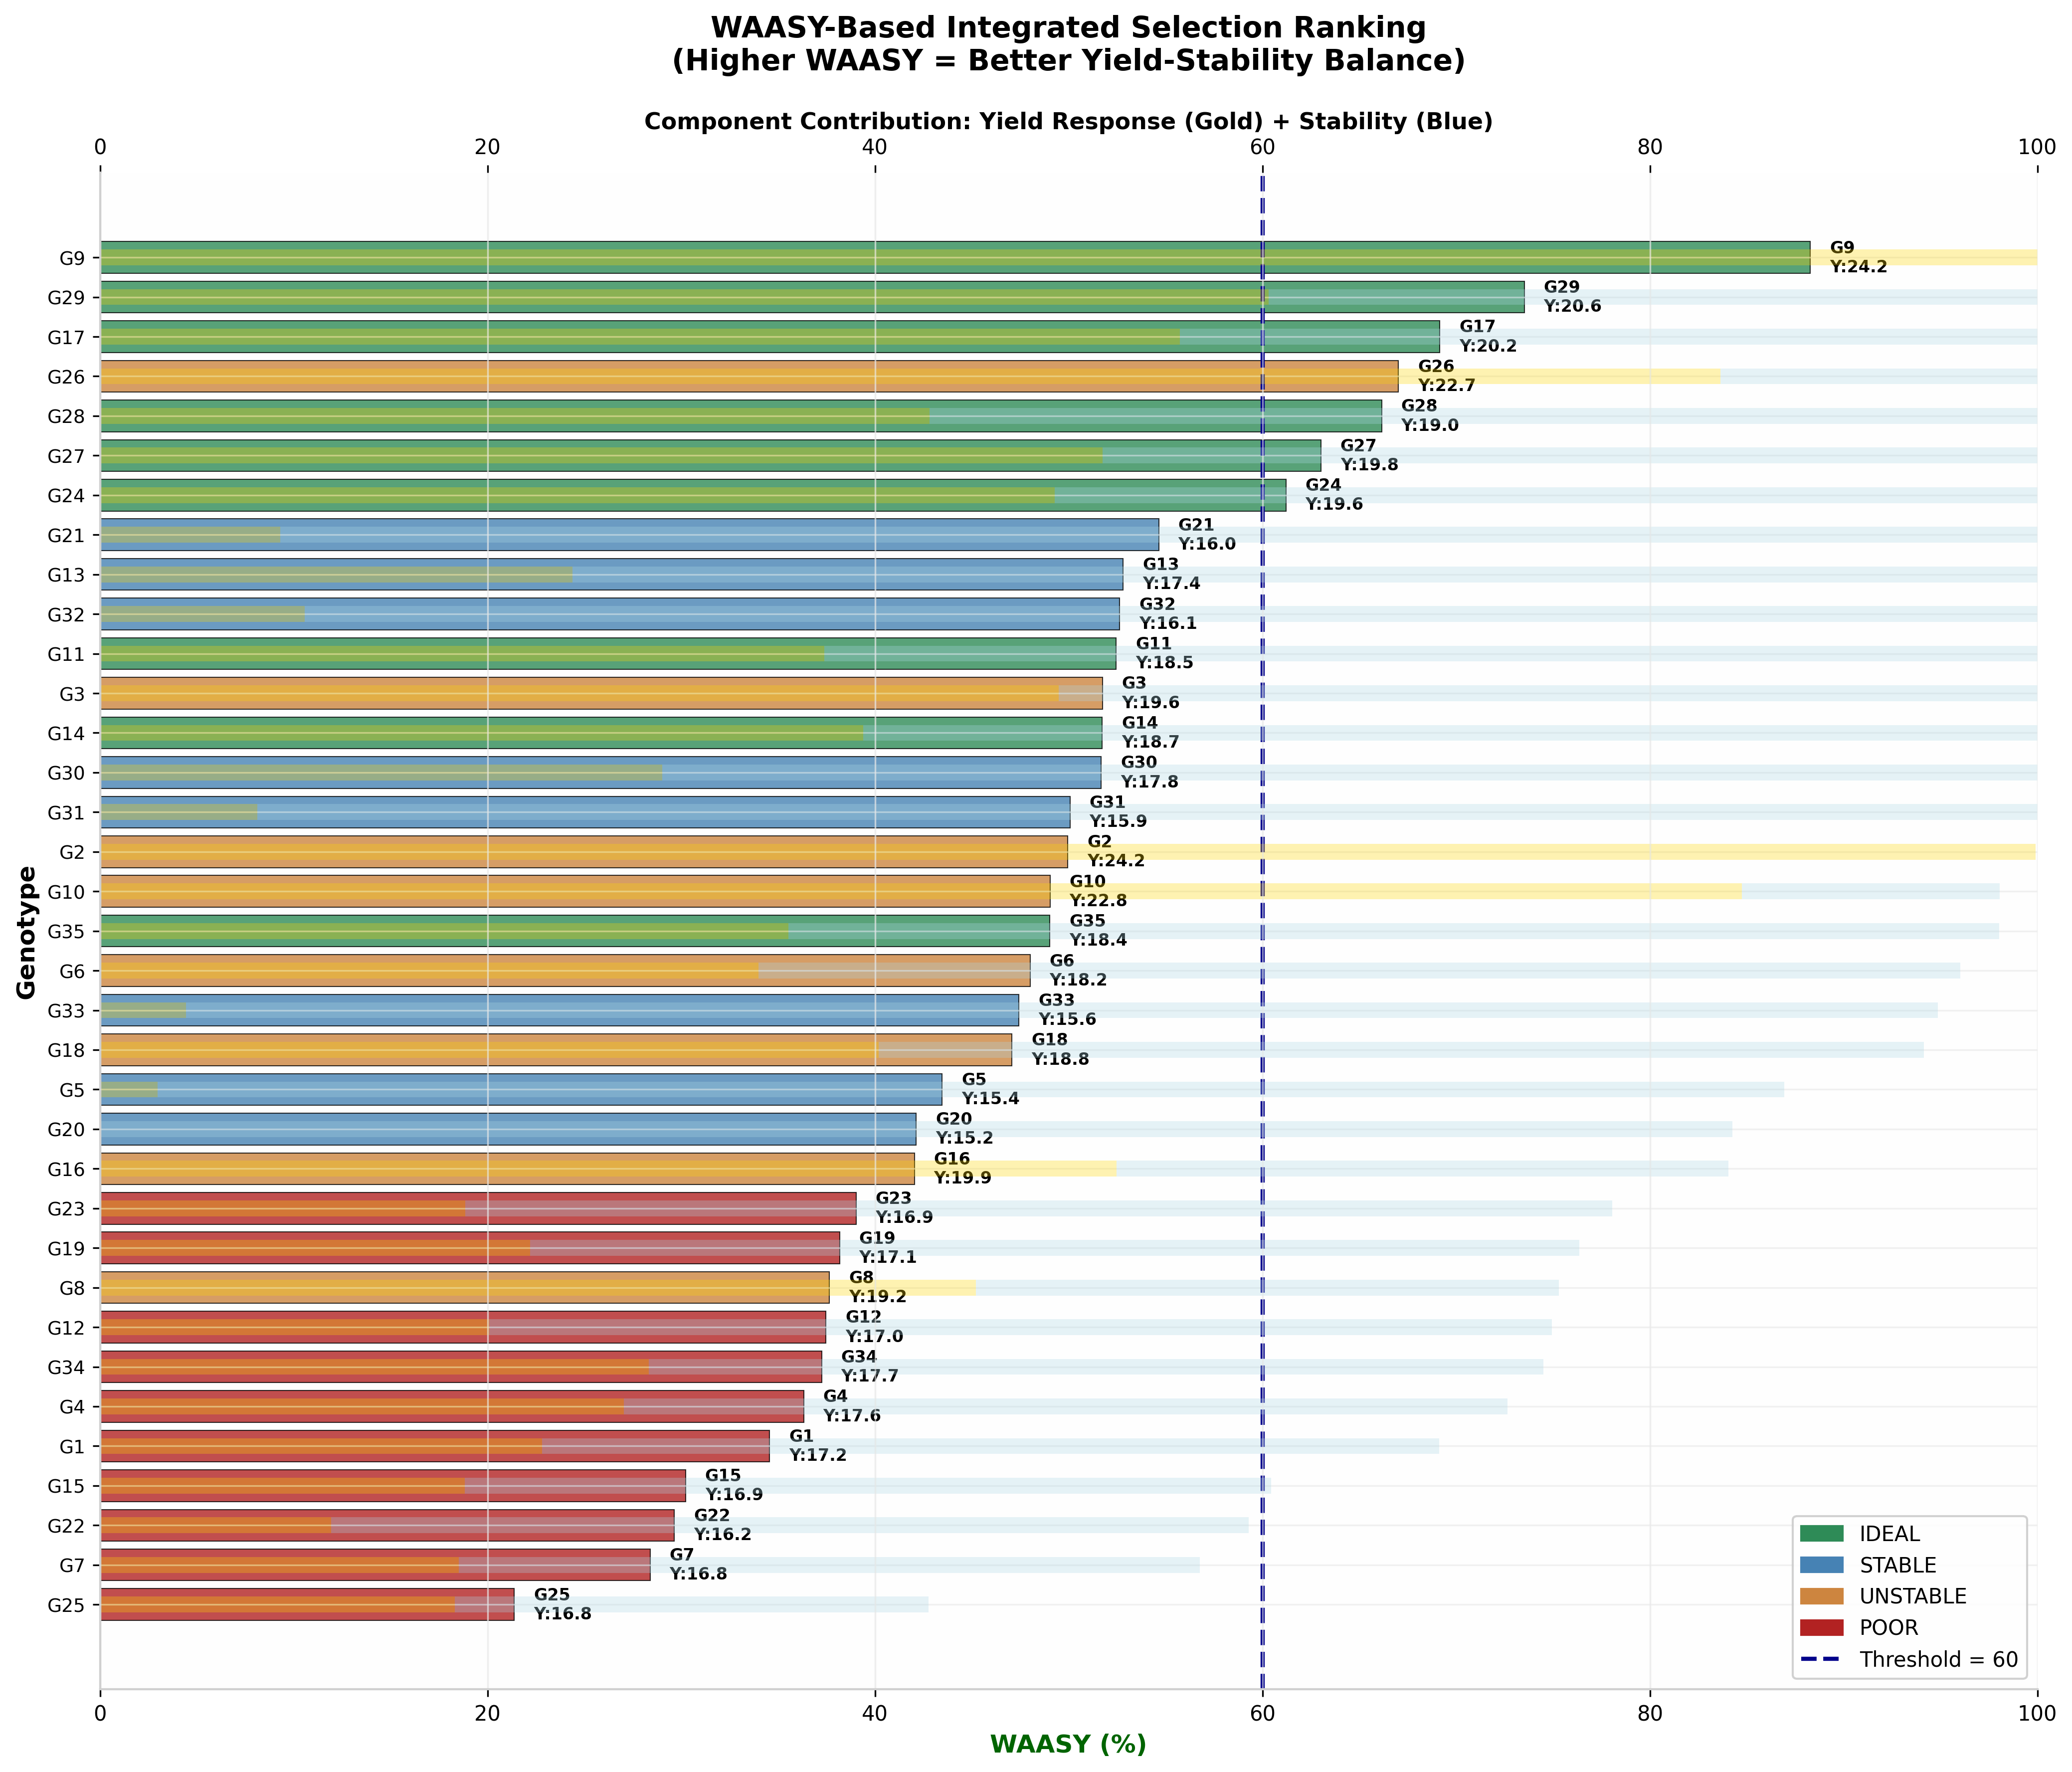 WAASY-Based Integrated Selection Ranking
(Higher WAASY = Better Yield-Stability Balance)
Component Contribution: Yield Response (Gold) + Stability (Blue)
0 20 40 60 80 100
Genotype
G9
G9
Y:24.2
G29
G29
Y:20.6
G17
G17
Y:20.2
G26
G26
Y:22.7
G28
G28
Y:19.0
G27
G27
Y:19.8
G24
G24
Y:19.6
G21
G21
Y:16.0
G13
G13
Y:17.4
G32
G32
Y:16.1
G11
G11
Y:18.5
G3
G3
Y:19.6
G14
G14
Y:18.7
G30
G30
Y:17.8
G31
G31
Y:15.9
G2
G2
Y:24.2
G10
G10
Y:22.8
G35
G35
Y:18.4
G6
G6
Y:18.2
G33
G33
Y:15.6
G18
G18
Y:18.8
G5
G5
Y:15.4
G20
G20
Y:15.2
G16
G16
Y:19.9
G23
G23
Y:16.9
G19
G19
Y:17.1
G8
G8
Y:19.2
G12
G12
Y:17.0
G34
G34
Y:17.7
G4
G4
Y:17.6
G1
G1
Y:17.2
G15
G15
Y:16.9
G22
G22
Y:16.2
G7
G7
Y:16.8
G25
G25
Y:16.8
IDEAL
STABLE
UNSTABLE
POOR
Threshold = 60
0 20 40 60 80 100
WAASY (%)